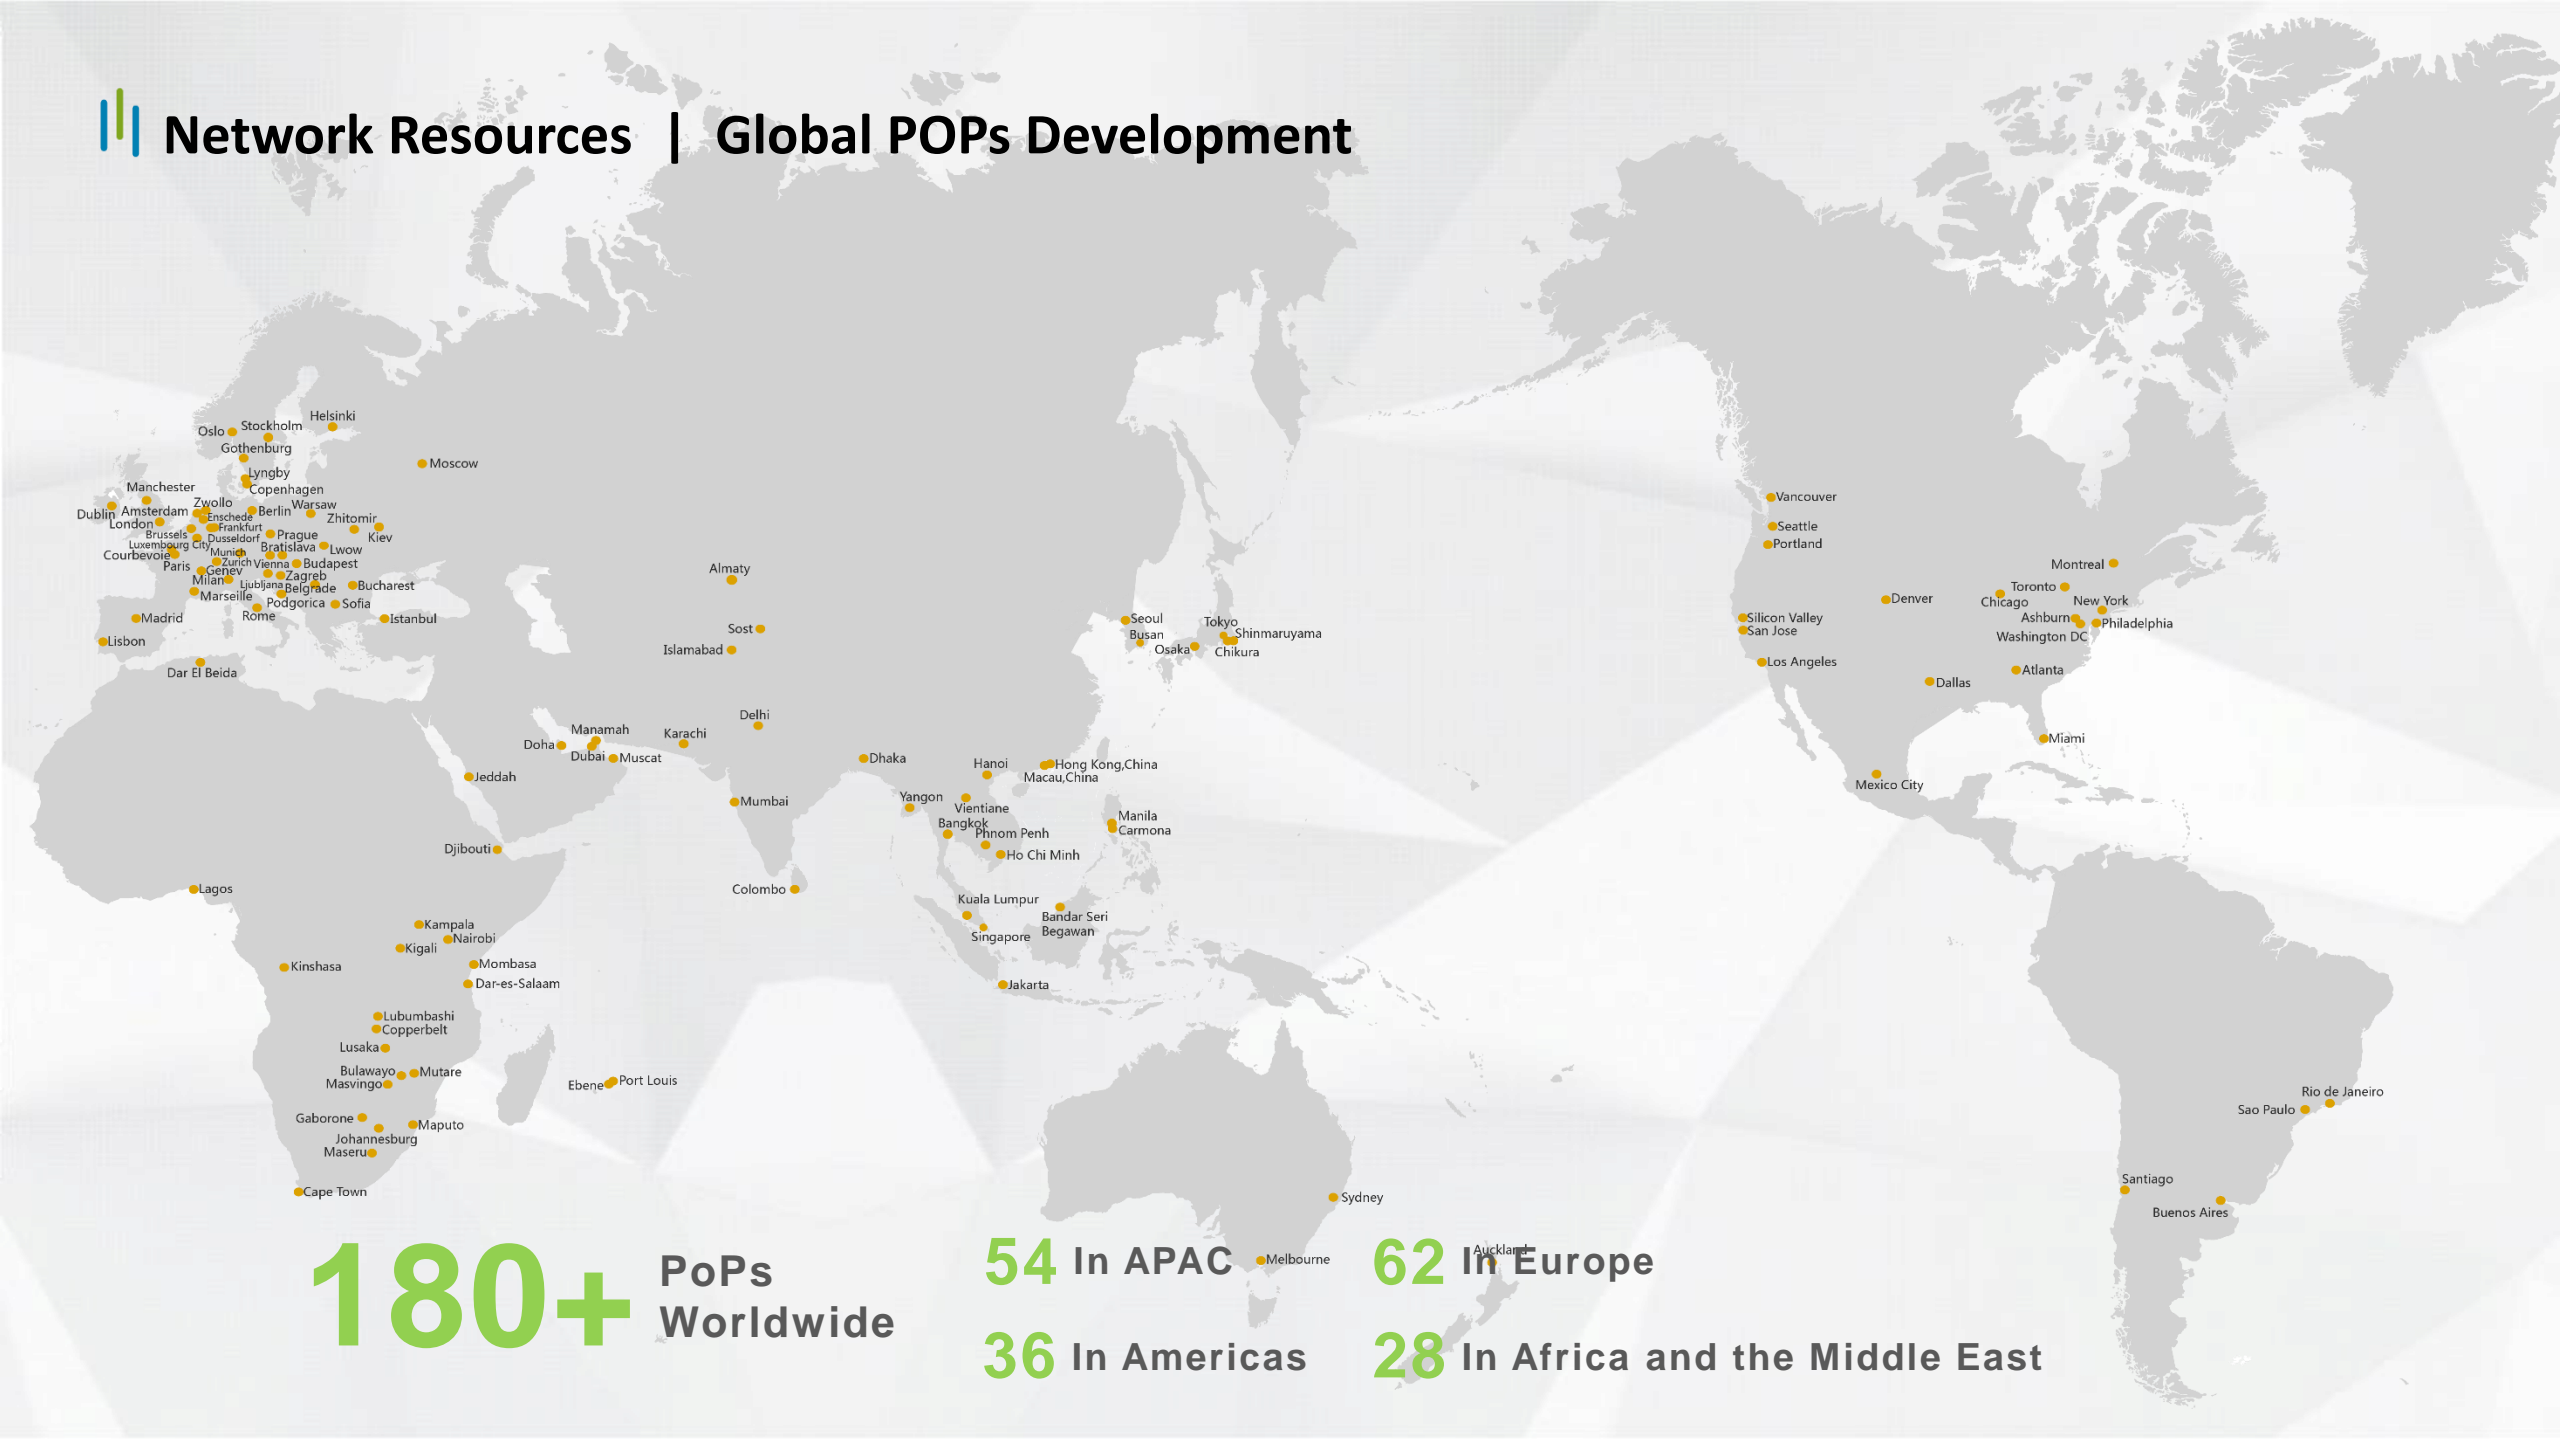 Network Resources | Global POPs Development
Helsinki
Oslo
Stockholm
Gothenburg
Moscow
Lyngby
Copenhagen
Manchester
Zwollo
Warsaw
Dublin
Amsterdam
Enschede
Berlin
Zhitomir
London
Frankfurt
Brussels
Dusseldorf
Prague
Kiev
Luxembourg City
Munich
Bratislava
Lwow
Courbevoie
Paris
Zurich
Vienna
Budapest
Genev
Milan
Zagreb
Ljubljana
Belgrade
Bucharest
Marseille
Podgorica
Sofia
Rome
Madrid
Istanbul
Lisbon
Dar El Beida
Almaty
Sost
Islamabad
Seoul
Busan
Tokyo
Shinmaruyama
Osaka
Chikura
Vancouver
Seattle
Portland
Montreal
Toronto
Denver
Chicago
New York
Silicon Valley
San Jose
Ashburn
Philadelphia
Washington DC
Los Angeles
Atlanta
Dallas
Miami
Mexico City
Delhi
Manamah
Karachi
Doha
Dubai
Muscat
Dhaka
Hanoi
Hong Kong,China
Macau,China
Jeddah
Mumbai
Yangon
Vientiane
Bangkok
Phnom Penh
Manila
Carmona
Djibouti
Ho Chi Minh
Lagos
Colombo
Kuala Lumpur
Bandar Seri
Begawan
Singapore
Kampala
Nairobi
Kigali
Kinshasa
Mombasa
Dar-es-Salaam
Jakarta
Lubumbashi
Copperbelt
Lusaka
Bulawayo
Mutare
Masvingo
Ebene
Port Louis
Gaborone
Maputo
Johannesburg
Maseru
Cape Town
Rio de Janeiro
Sao Paulo
Santiago
Buenos Aires
Sydney
Melbourne
Auckland
180+ PoPs
Worldwide
54 In APAC
62 In Europe
36 In Americas
28 In Africa and the Middle East